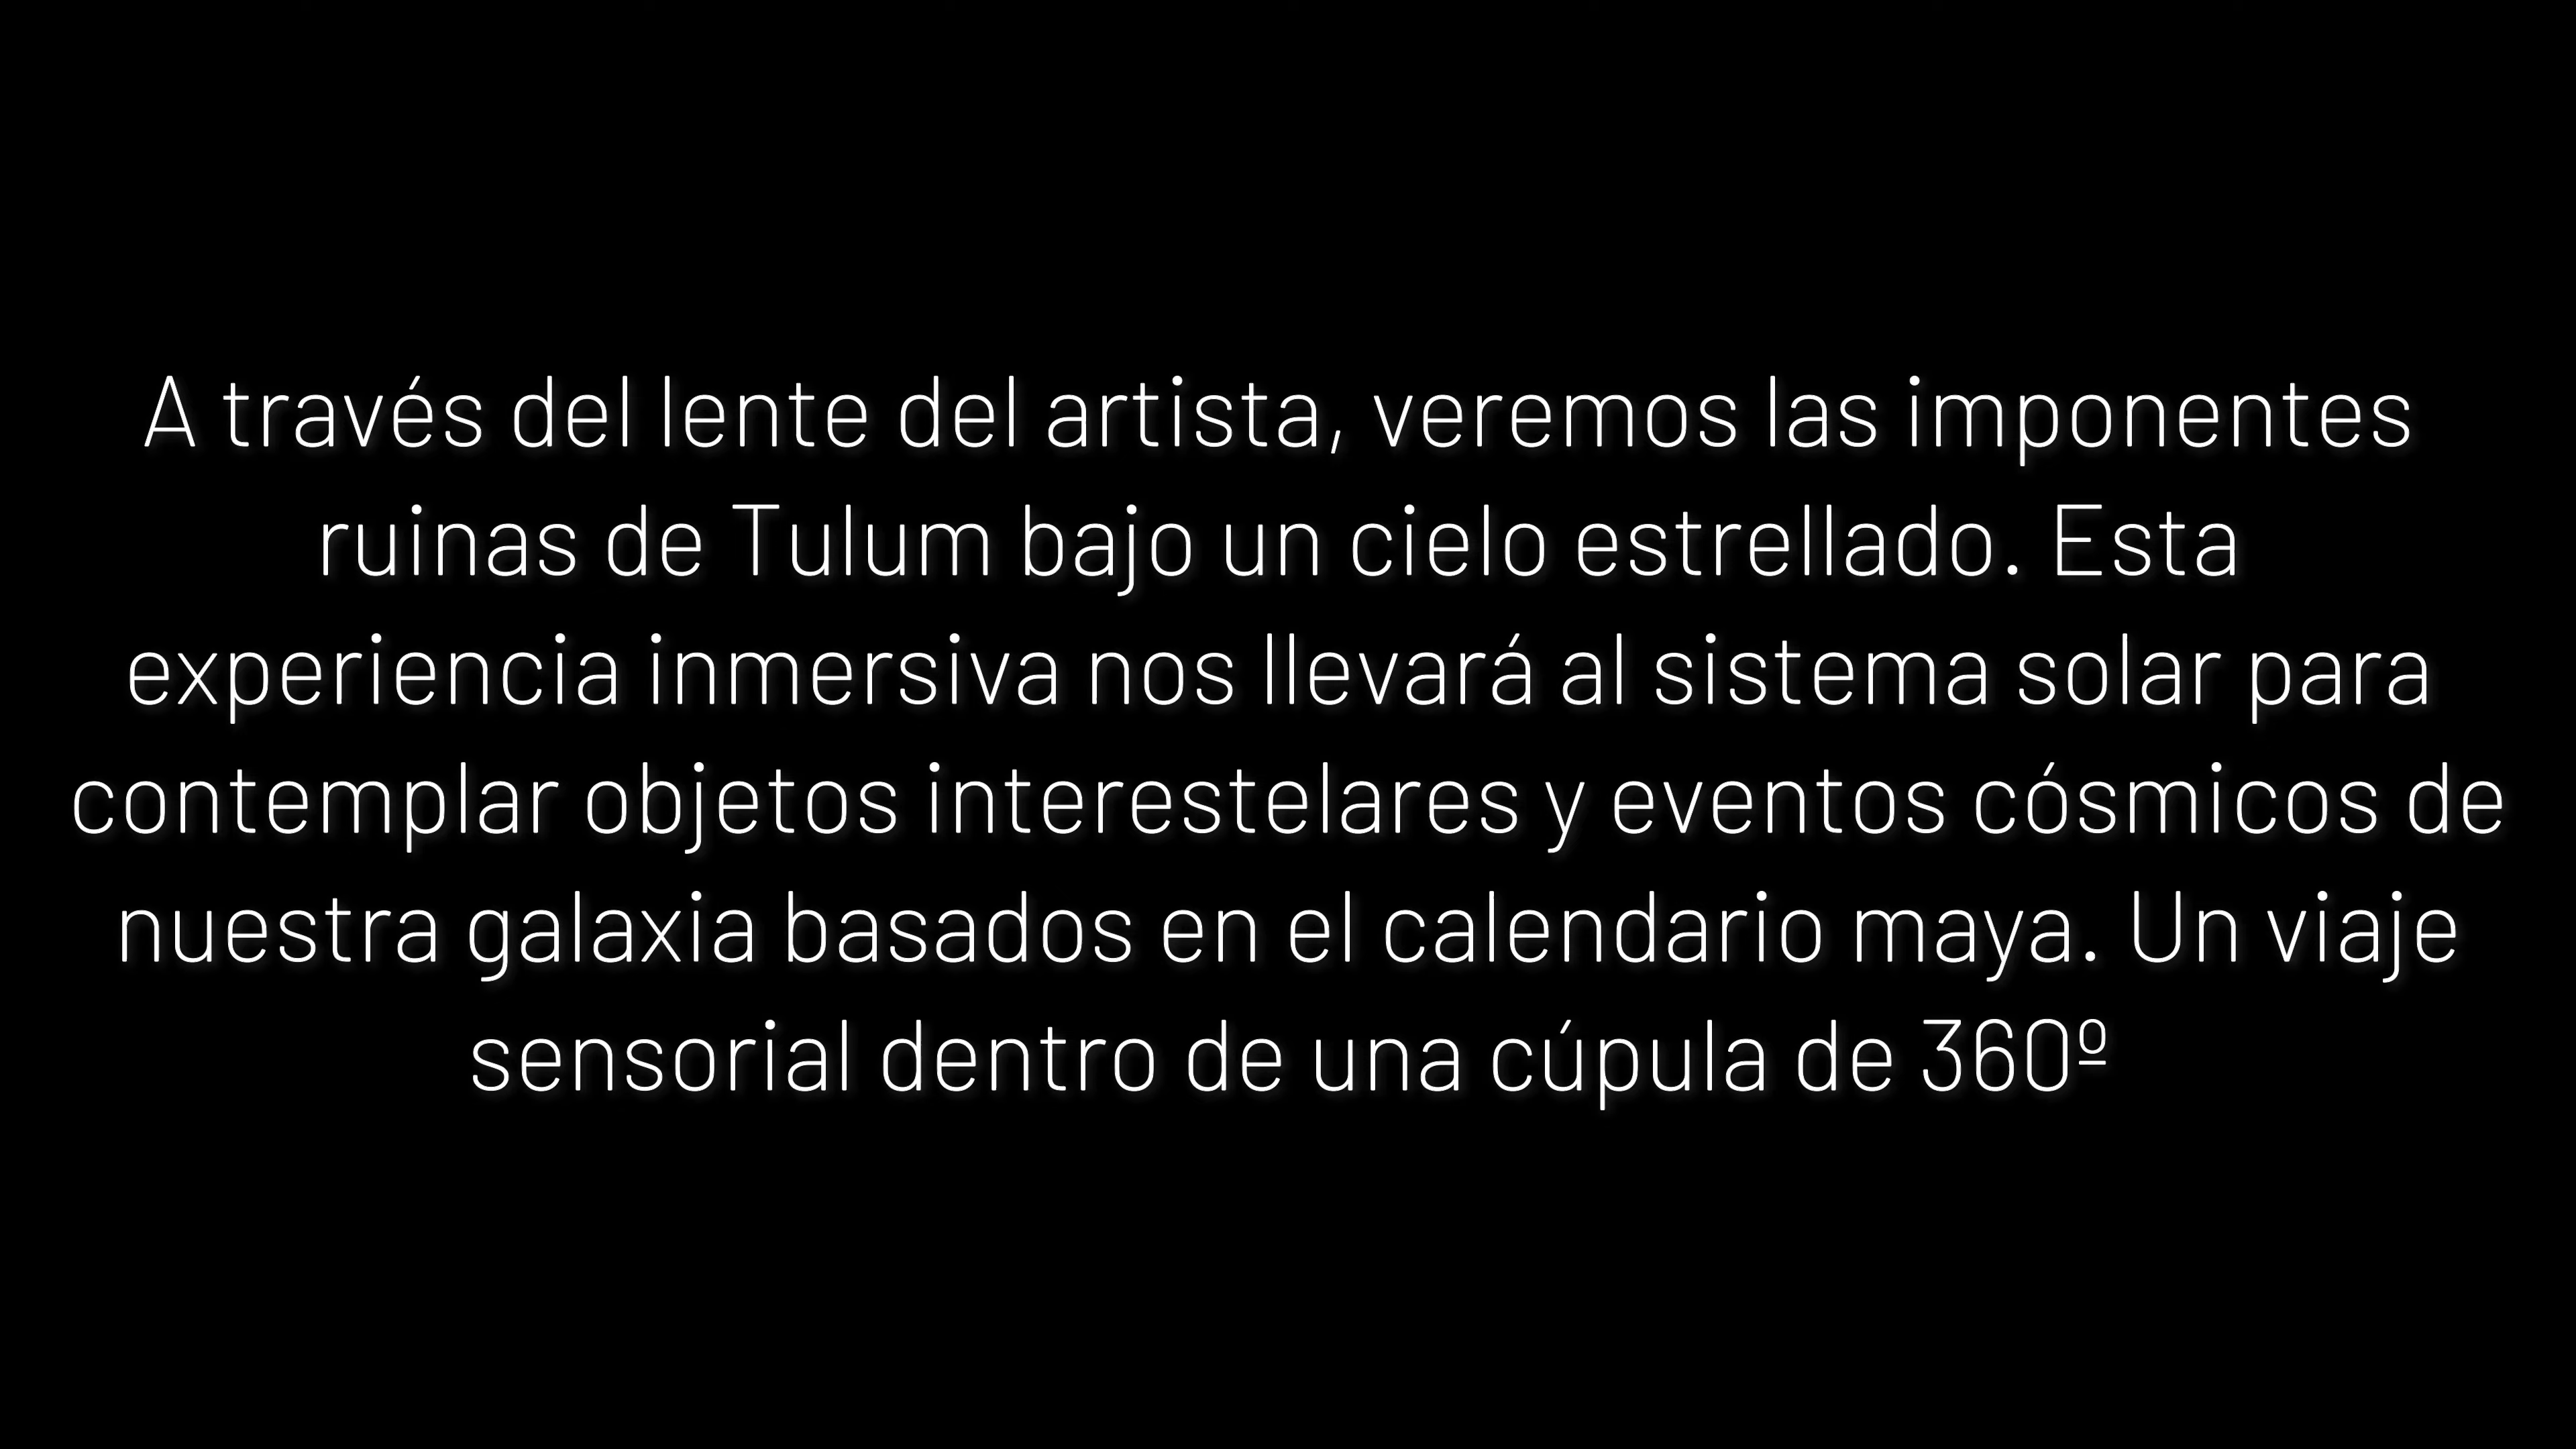 A través del lente del artista, veremos las imponentes
ruinas de Tulum bajo un cielo estrellado. Esta
experiencia inmersiva nos llevará al sistema solar para
contemplar objetos interestelares y eventos cósmicos de
nuestra galaxia basados en el calendario maya. Un viaje
sensorial dentro de una cúpula de 360º